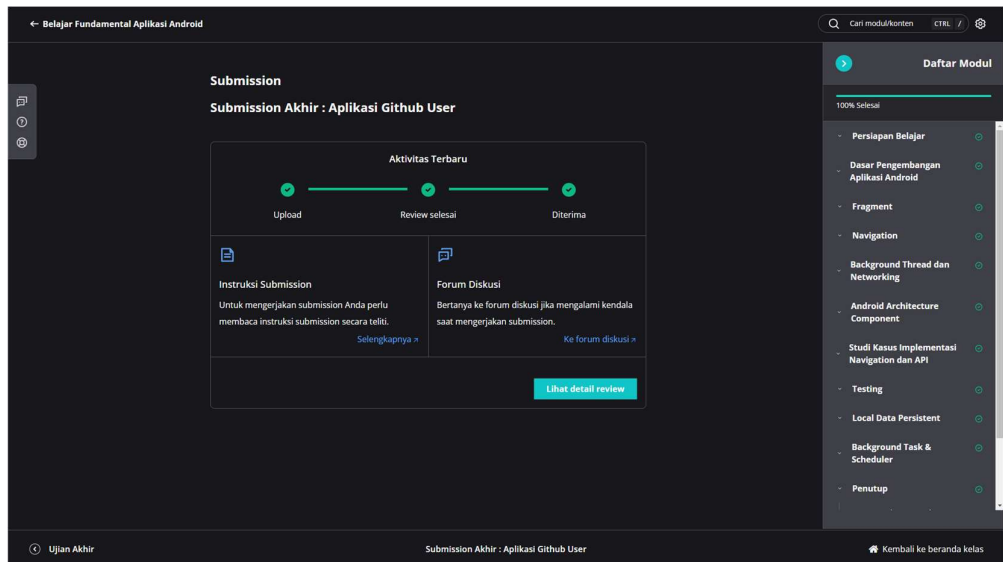 ← Belajar Fundamental Aplikasi Android
Cari modul/konten
CTRL /
Daftar Modul
100% Selesai
Submission
Submission Akhir : Aplikasi Github User
Aktivitas Terbaru
Upload
Review selesai
Diterima
Instruksi Submission
Untuk mengerjakan submission Anda perlu
membaca instruksi submission secara teliti.
Selengkapnya
Forum Diskusi
Bertanya ke forum diskusi jika mengalami kendala
saat mengerjakan submission.
Ke forum diskusi
Lihat detail review
Persiapan Belajar
Dasar Pengembangan
Aplikasi Android
Fragment
Navigation
Background Thread dan
Networking
Android Architecture
Component
Studi Kasus Implementasi
Navigation dan API
Testing
Local Data Persistent
Background Task &
Scheduler
Penutup
Ujian Akhir
Submission Akhir : Aplikasi Github User
Kembali ke beranda kelas